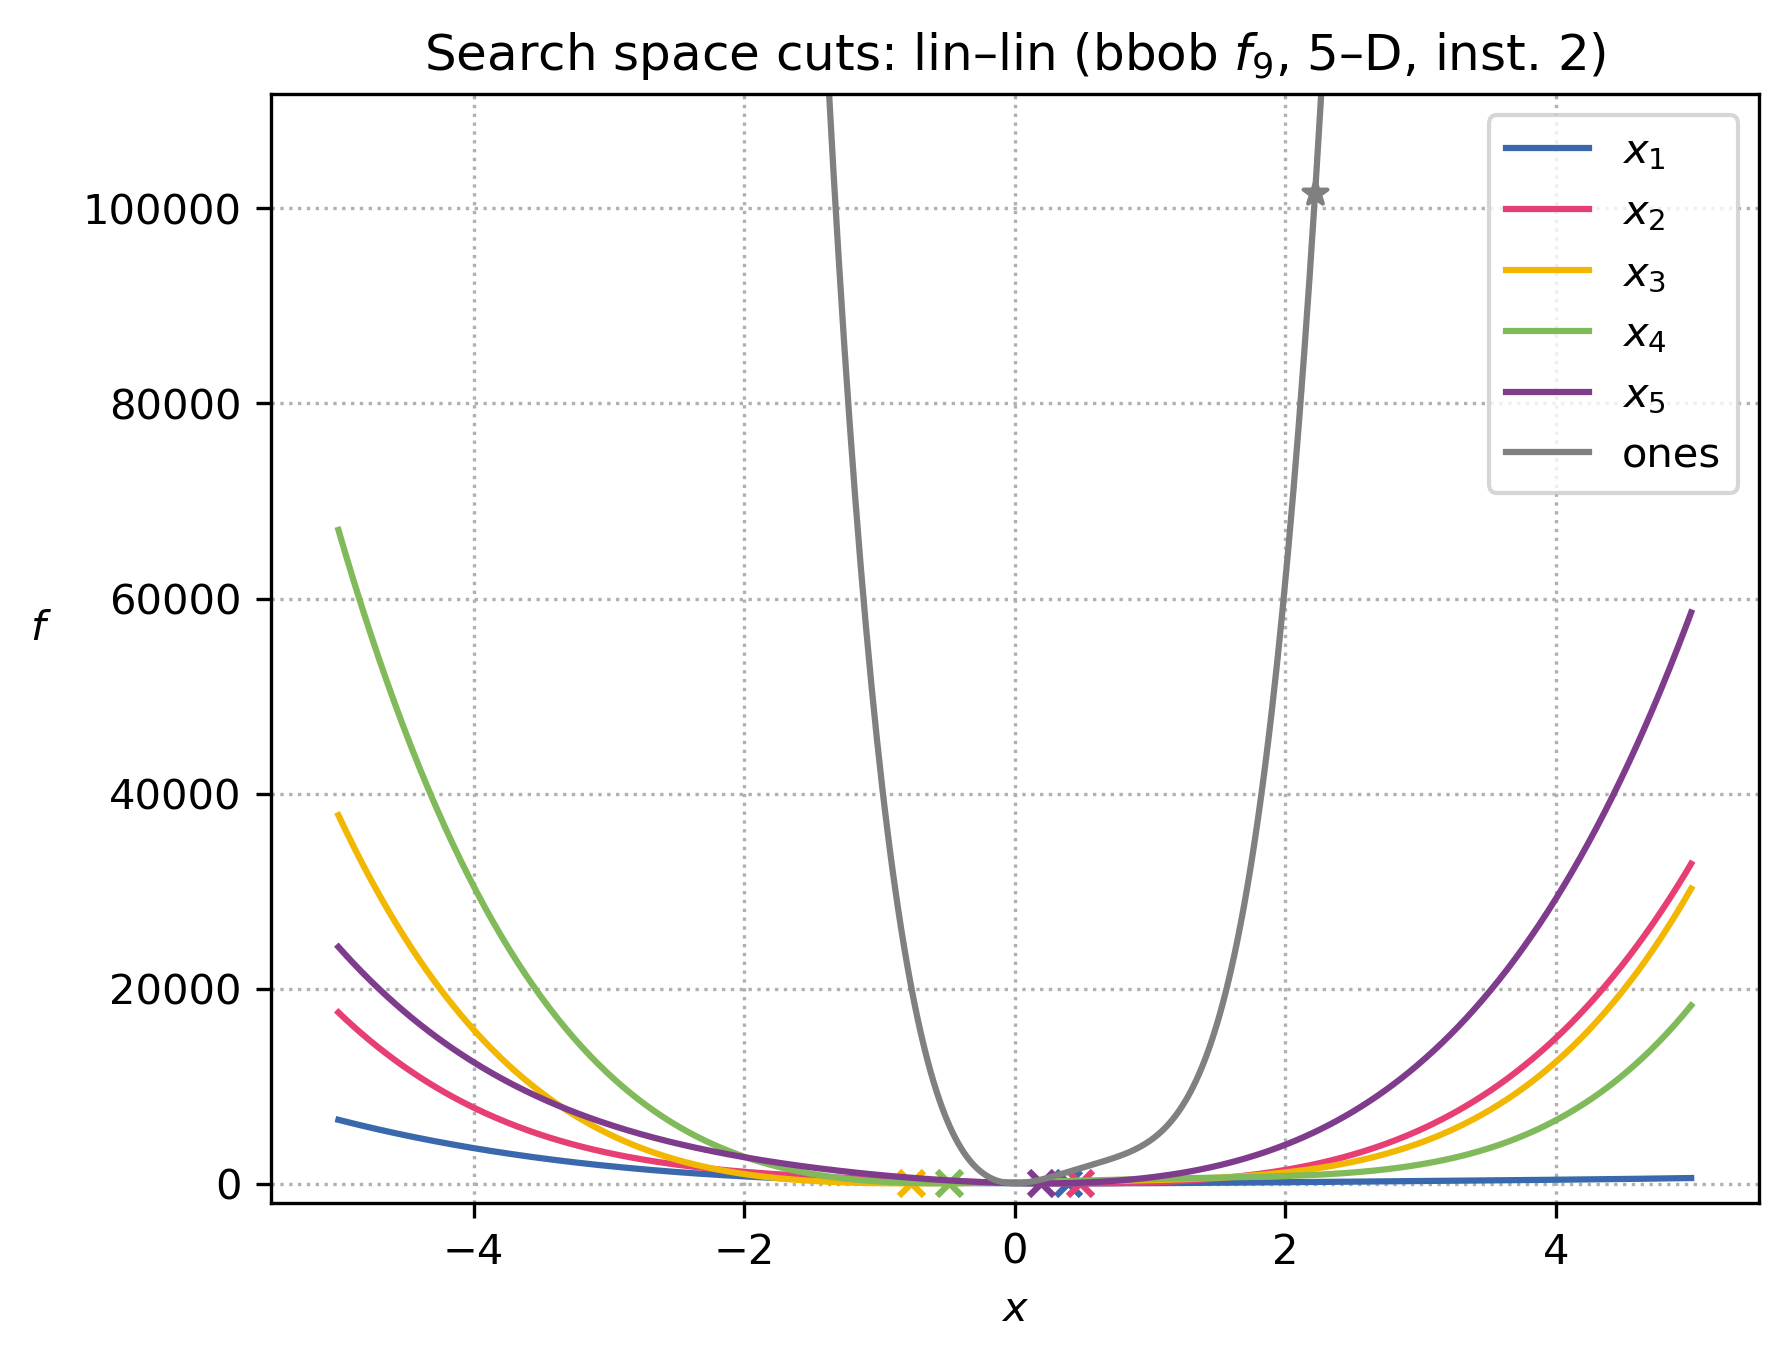 Search space cuts: lin–lin (bbob f₉, 5–D, inst. 2)
100000
80000
60000
40000
20000
0
f
−4
−2
0
2
4
x
x₁
x₂
x₃
x₄
x₅
ones